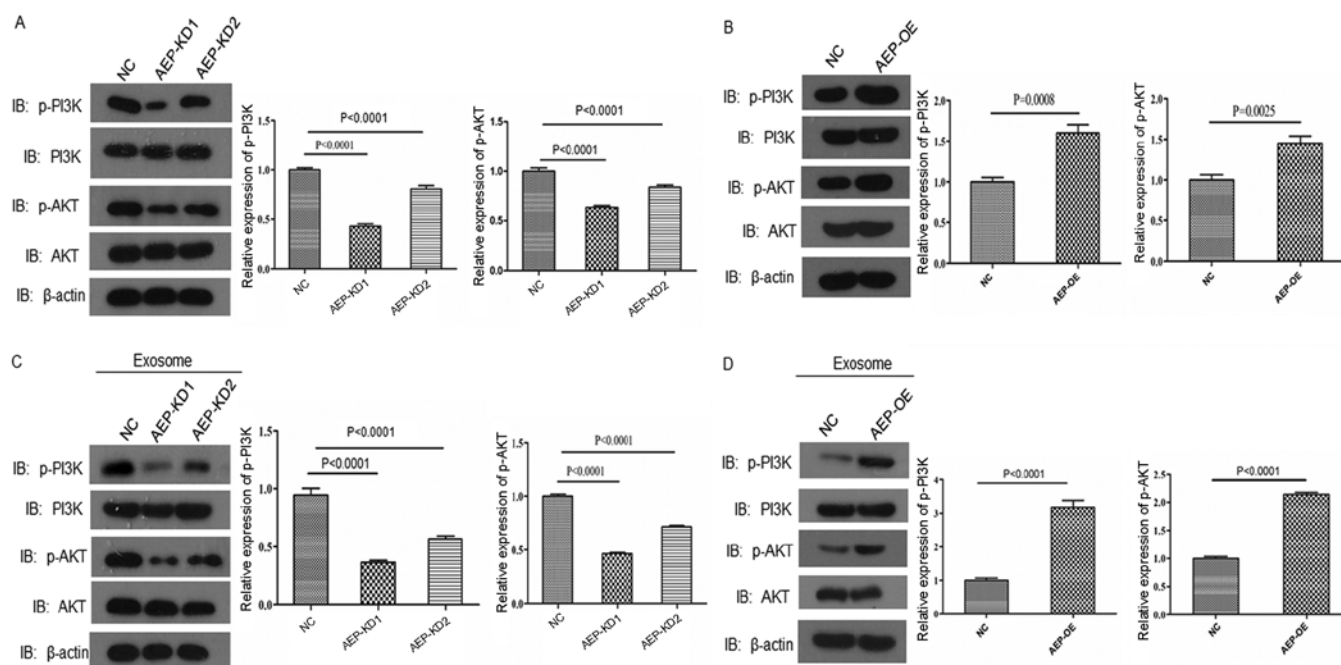 A
NC
AEP-KD1
AEP-KD2
IB: p-PI3K
IB: PI3K
IB: p-AKT
IB: AKT
IB: β-actin
Relative expression of p-PI3K
1.5
1.0
0.5
0.0
P<0.0001
P<0.0001
NC
AEP-KD1
AEP-KD2
Relative expression of p-AKT
1.5
1.0
0.5
0.0
P<0.0001
P<0.0001
NC
AEP-KD1
AEP-KD2
B
NC
AEP-OE
IB: p-PI3K
IB: PI3K
IB: p-AKT
IB: AKT
IB: β-actin
Relative expression of p-PI3K
2.0
1.5
1.0
0.5
0.0
P=0.0008
NC
AEP-OE
Relative expression of p-AKT
2.0
1.5
1.0
0.5
0.0
P=0.0025
NC
AEP-OE
C
Exosome
NC
AEP-KD1
AEP-KD2
IB: p-PI3K
IB: PI3K
IB: p-AKT
IB: AKT
IB: β-actin
Relative expression of p-PI3K
1.5
1.0
0.5
0.0
P<0.0001
P<0.0001
NC
AEP-KD1
AEP-KD2
Relative expression of p-AKT
1.5
1.0
0.5
0.0
P<0.0001
P<0.0001
NC
AEP-KD1
AEP-KD2
D
Exosome
NC
AEP-OE
IB: p-PI3K
IB: PI3K
IB: p-AKT
IB: AKT
IB: β-actin
Relative expression of p-PI3K
4
3
2
1
0
P<0.0001
NC
AEP-OE
Relative expression of p-AKT
2.5
2.0
1.5
1.0
0.5
0.0
P<0.0001
NC
AEP-OE